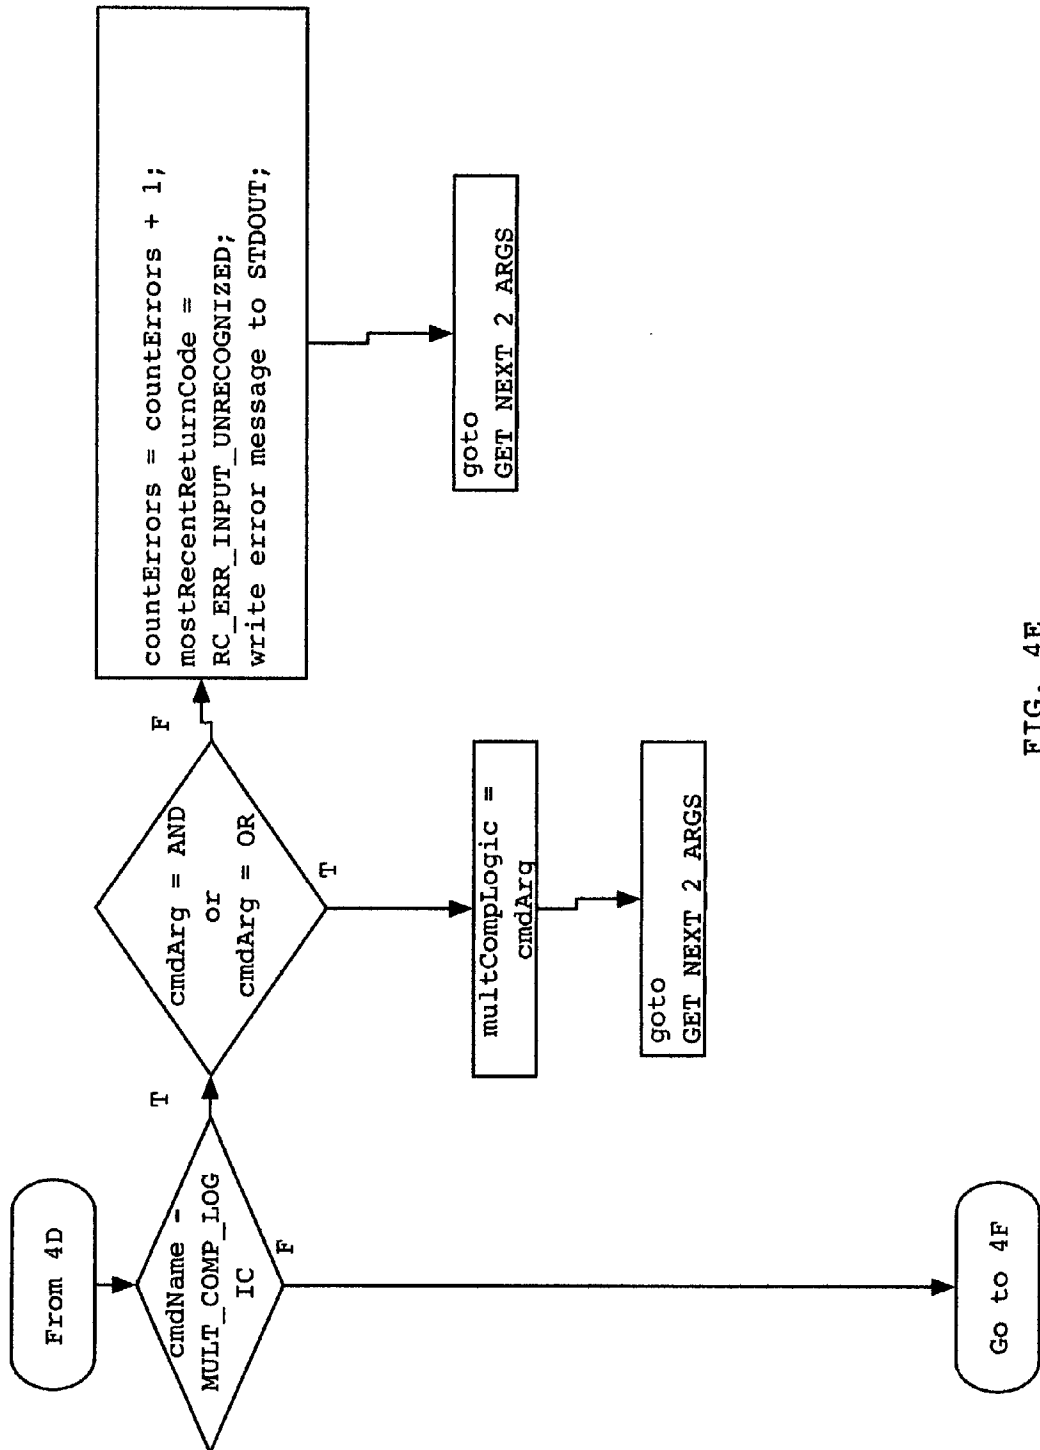 From 4D
cmdName -
MULT_COMP_LOG
IC
T
F
cmdArg = AND
or
cmdArg = OR
F
T
countErrors = countErrors + 1;
mostRecentReturnCode =
RC_ERR_INPUT_UNRECOGNIZED;
write error message to STDOUT;
goto
GET NEXT 2 ARGS
multCompLogic =
cmdArg
goto
GET NEXT 2 ARGS
Go to 4F
FIG. 4E